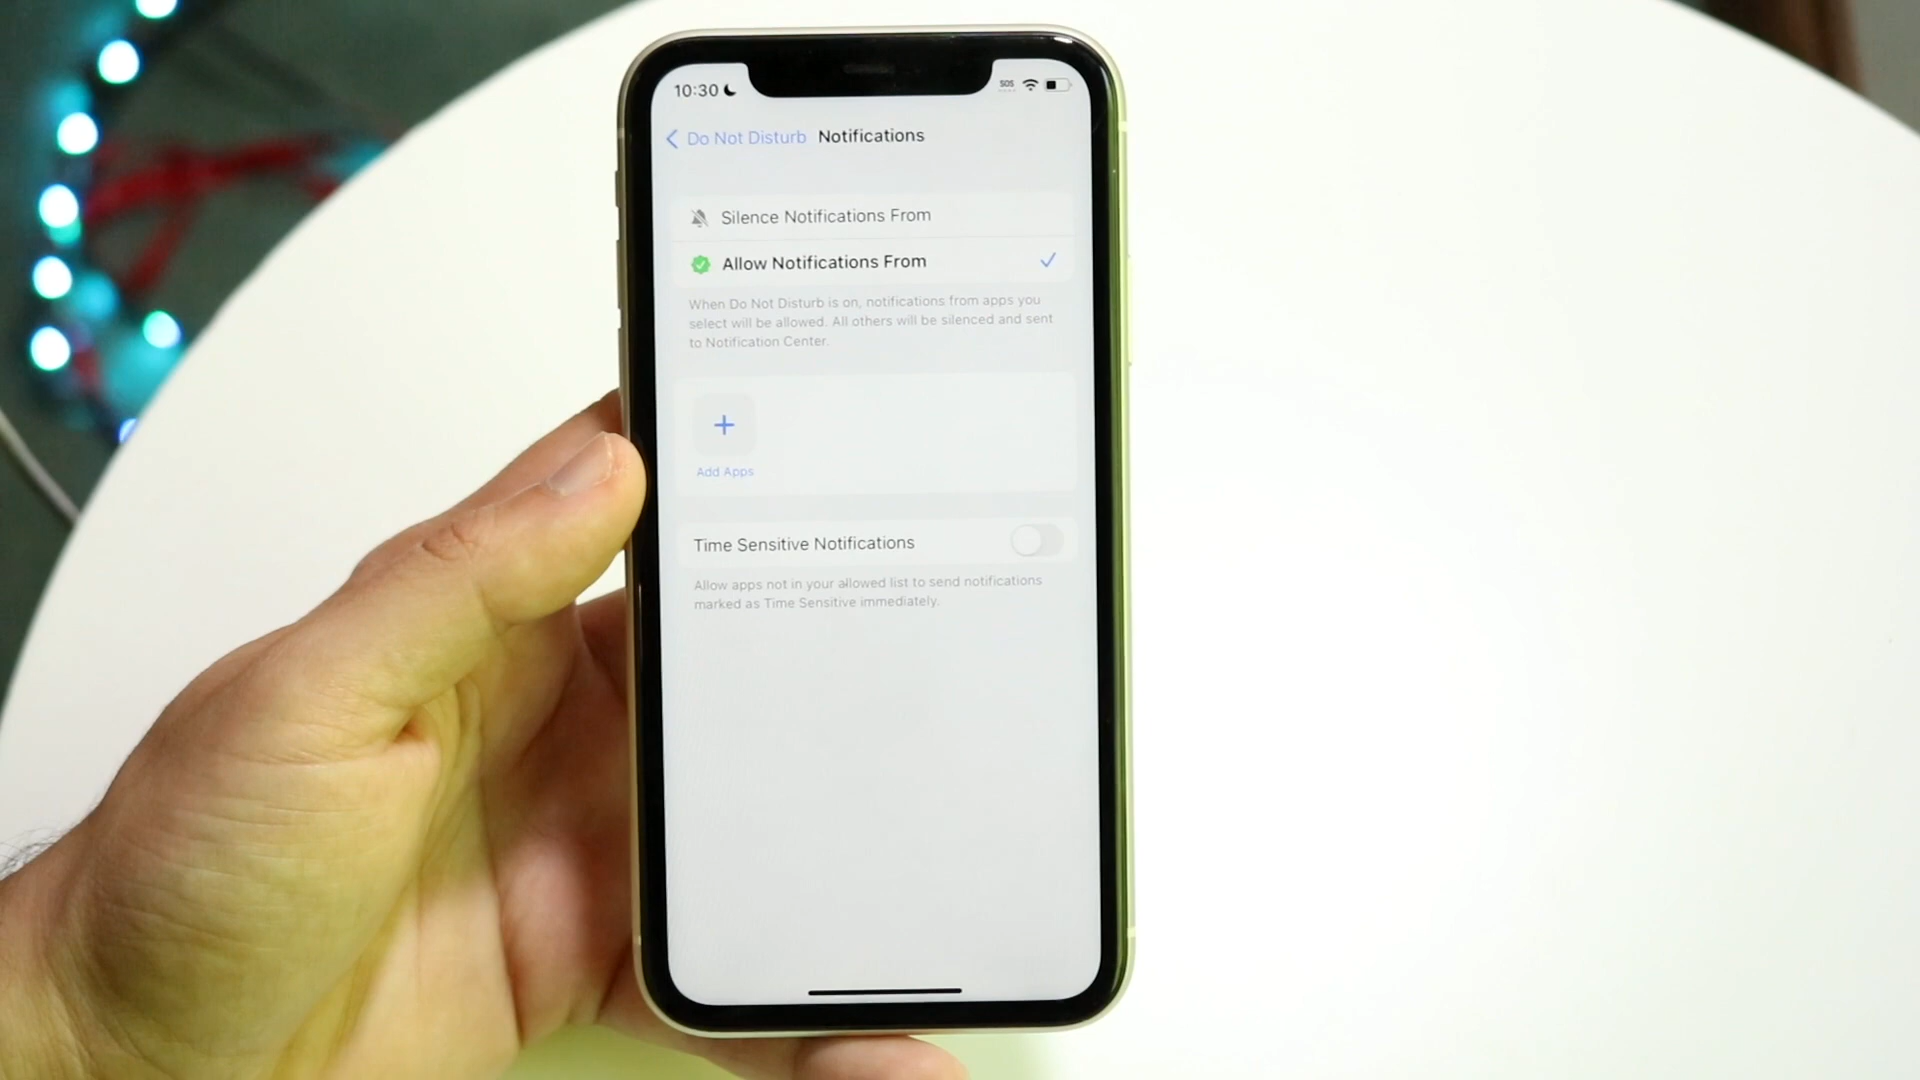 10:30
SOS
Do Not Disturb Notifications
Silence Notifications From
Allow Notifications From
When Do Not Disturb is on, notifications from apps you
select will be allowed. All others will be silenced and sent
to Notification Center.
Add Apps
Time Sensitive Notifications
Allow apps not in your allowed list to send notifications
marked as Time Sensitive immediately.